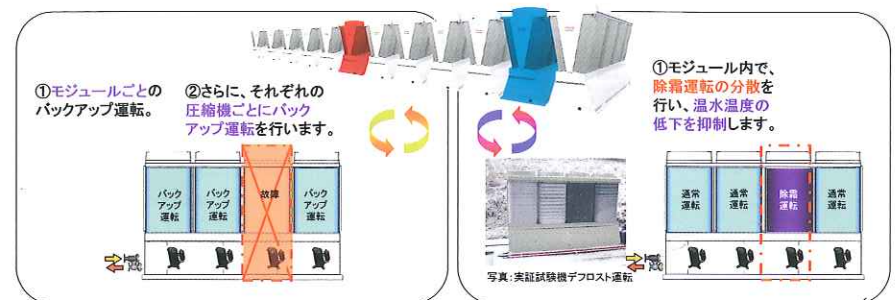 ①モジュールごとの
バックアップ運転。
②さらに、それぞれの
圧縮機ごとにバック
アップ運転を行います。
バック
アップ
運転
バック
アップ
運転
故障
バック
アップ
運転
①モジュール内で、
除霜運転の分散を
行い、温水温度の
低下を抑制します。
写真:実証試験機デフロスト運転
通常
運転
通常
運転
除霜
運転
通常
運転